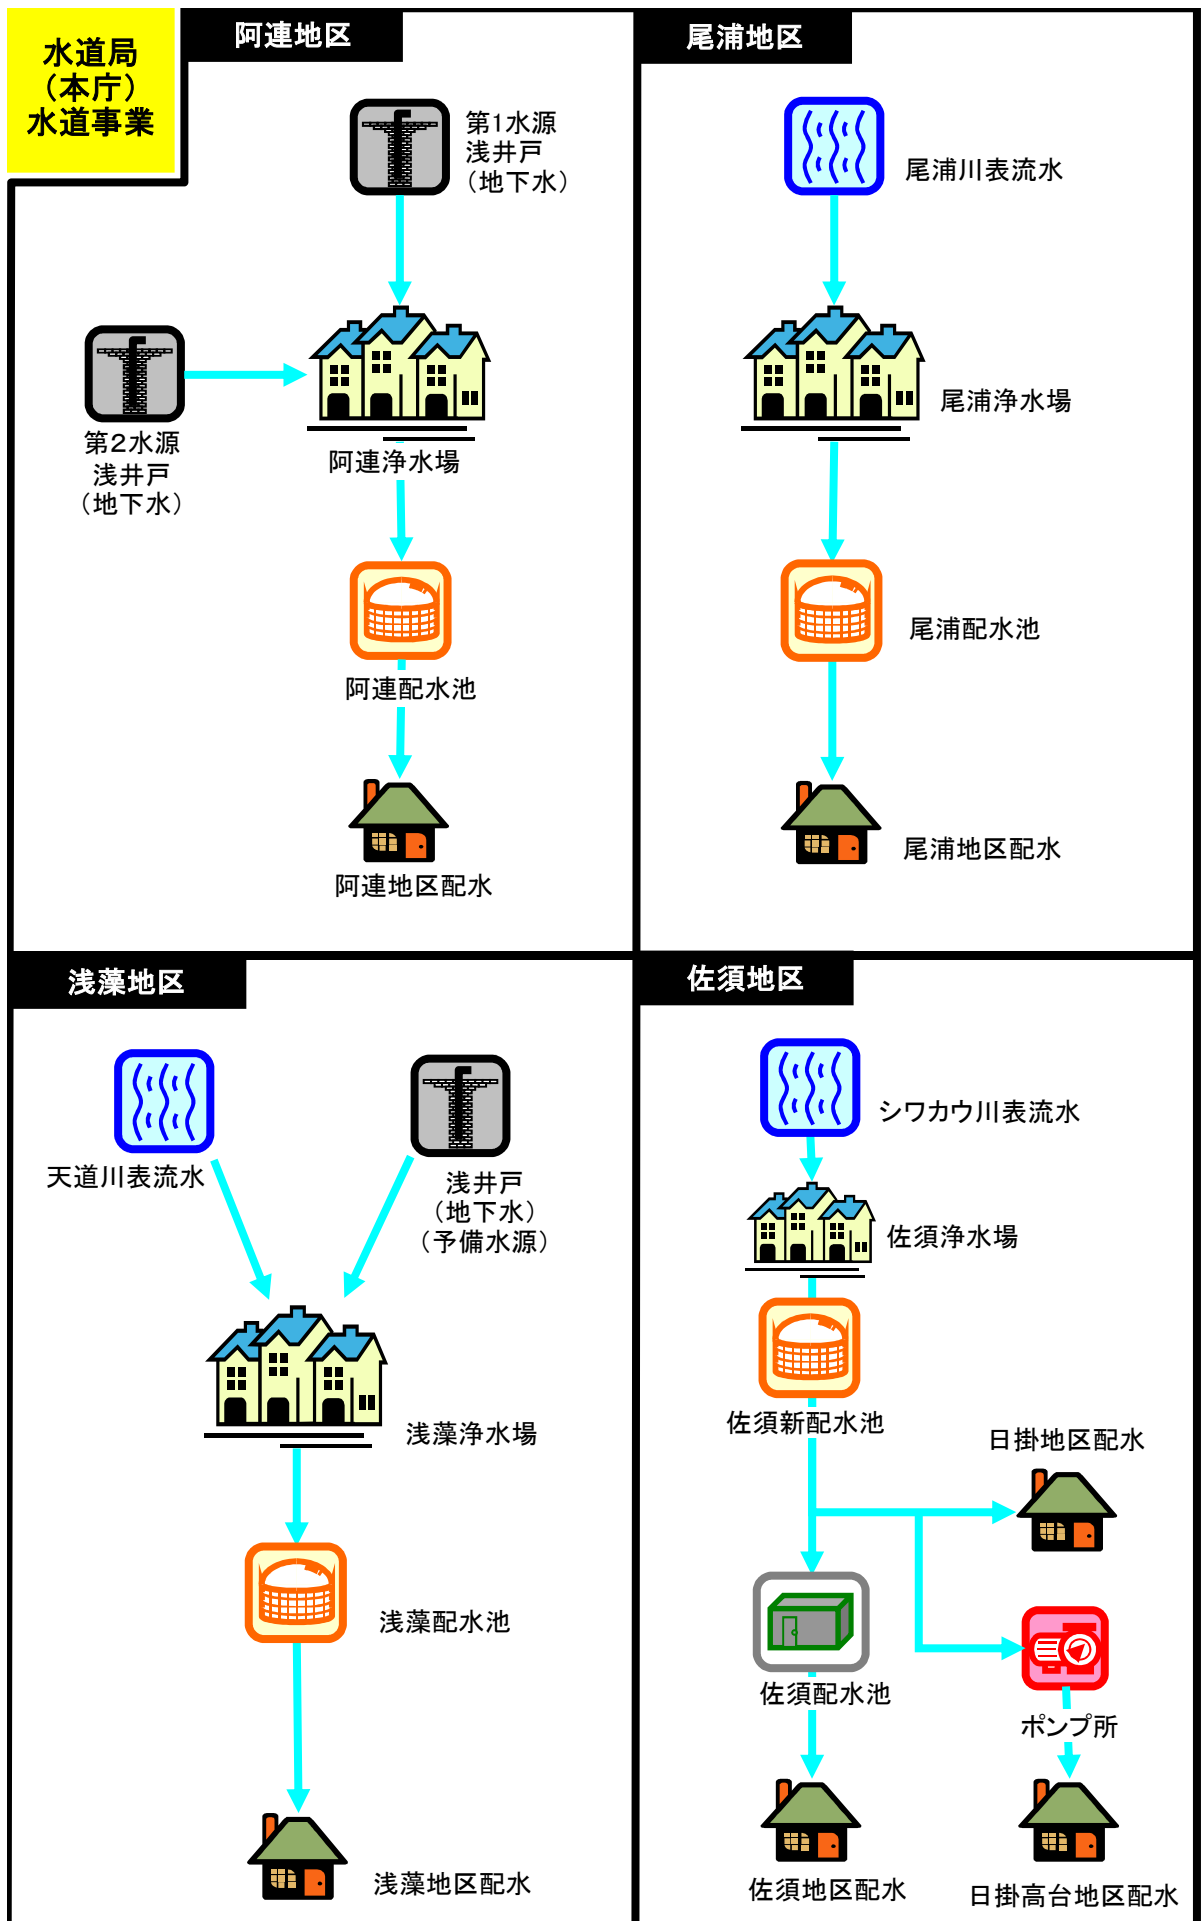 水道局
（本庁）
水道事業
阿連地区
第1水源
浅井戸
（地下水）
第2水源
浅井戸
（地下水）
阿連浄水場
阿連配水池
阿連地区配水
尾浦地区
尾浦川表流水
尾浦浄水場
尾浦配水池
尾浦地区配水
浅藻地区
天道川表流水
浅井戸
（地下水）
（予備水源）
浅藻浄水場
浅藻配水池
浅藻地区配水
佐須地区
シワカウ川表流水
佐須浄水場
佐須新配水池
日掛地区配水
佐須配水池
ポンプ所
佐須地区配水
日掛高台地区配水